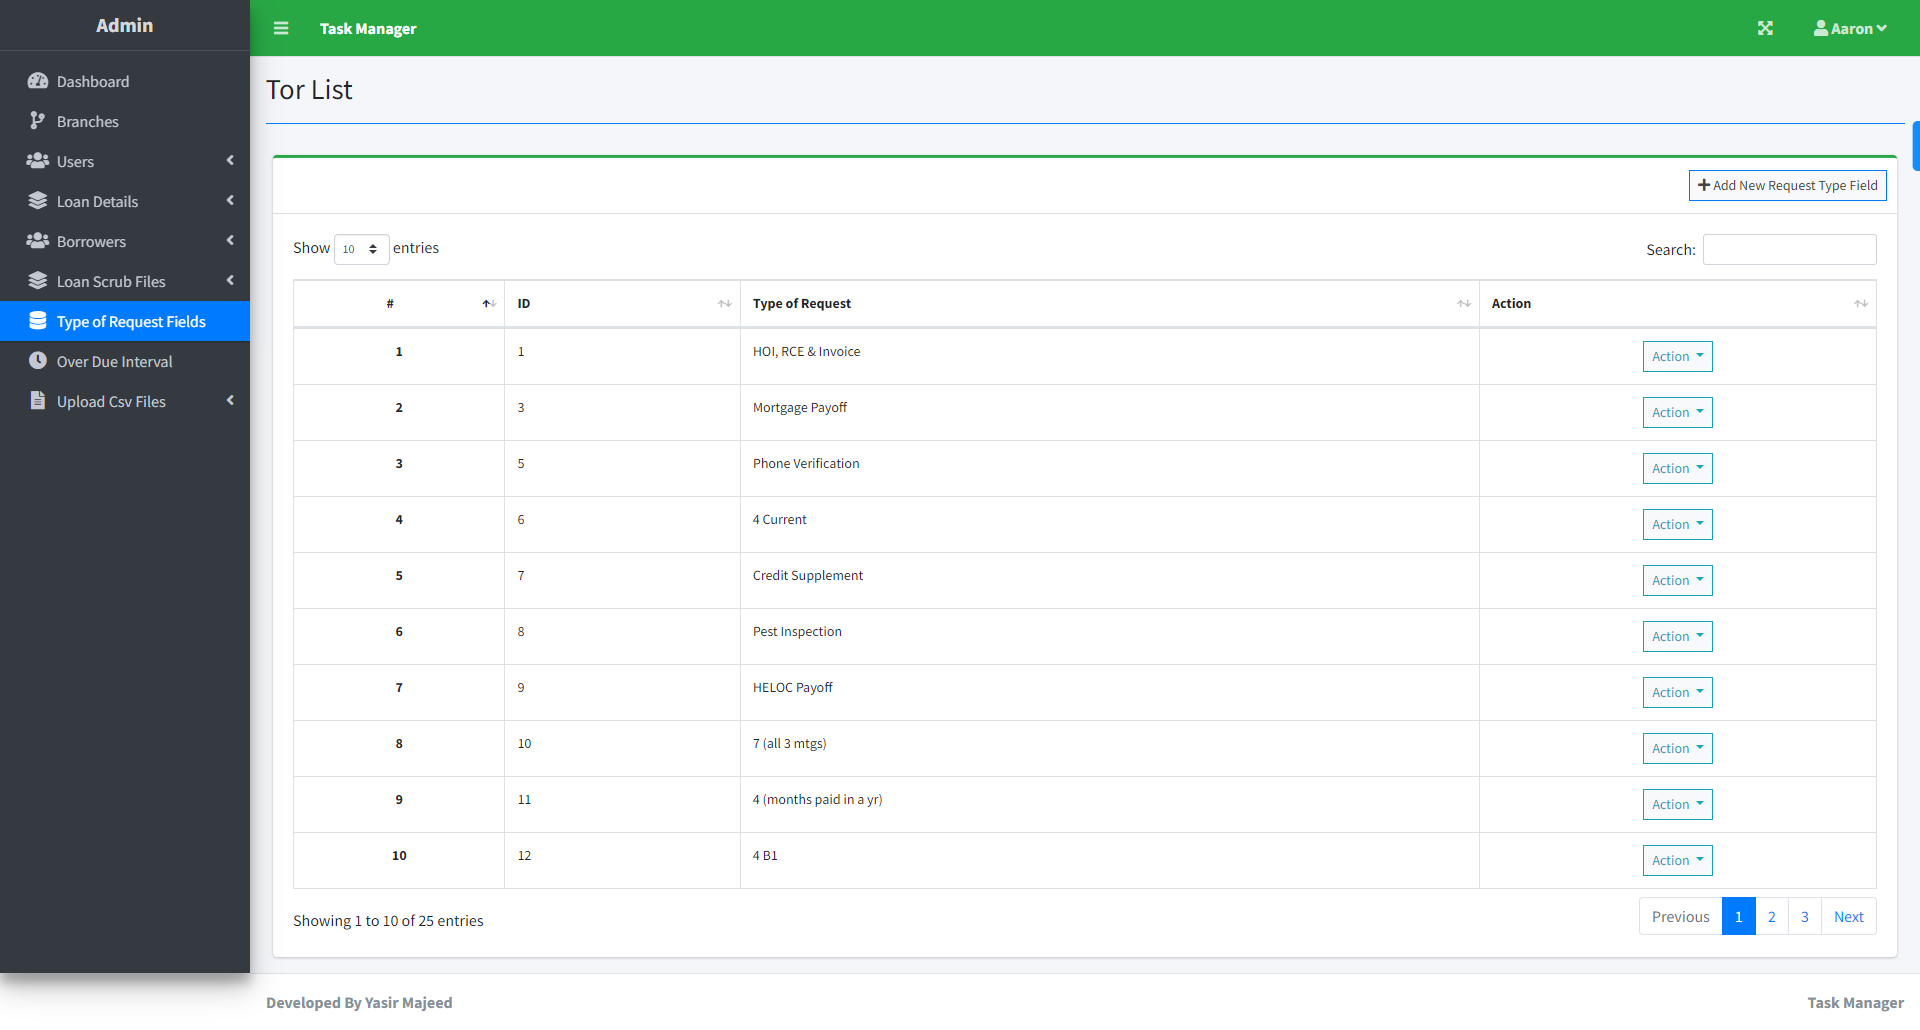 Admin
Task Manager
Aaron
Dashboard
Branches
Users
Loan Details
Borrowers
Loan Scrub Files
Type of Request Fields
Over Due Interval
Upload Csv Files
Tor List
Add New Request Type Field
Show 10 entries
Search:
# ID Type of Request Action
1 1 HOI, RCE & Invoice Action
2 3 Mortgage Payoff Action
3 5 Phone Verification Action
4 6 4 Current Action
5 7 Credit Supplement Action
6 8 Pest Inspection Action
7 9 HELOC Payoff Action
8 10 7 (all 3 mtgs) Action
9 11 4 (months paid in a yr) Action
10 12 4 B1 Action
Showing 1 to 10 of 25 entries
Previous 1 2 3 Next
Developed By Yasir Majeed
Task Manager